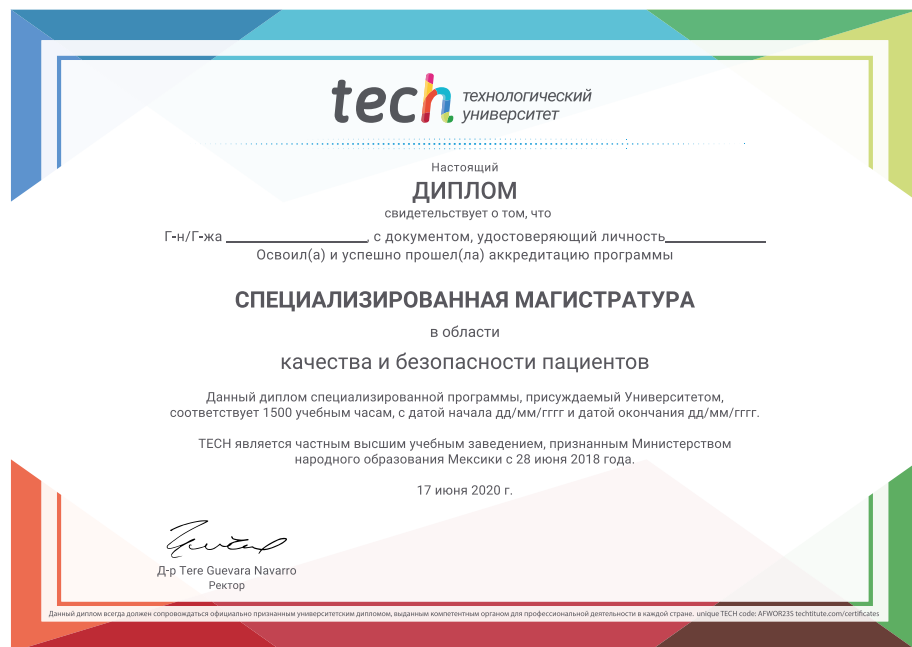 tech технологический
университет
Настоящий
ДИПЛОМ
свидетельствует о том, что
Г-н/Г-жа ____________________, с документом, удостоверяющий личность______________
Освоил(а) и успешно прошел(ла) аккредитацию программы
СПЕЦИАЛИЗИРОВАННАЯ МАГИСТРАТУРА
в области
качества и безопасности пациентов
Данный диплом специализированной программы, присуждаемый Университетом,
соответствует 1500 учебным часам, с датой начала дд/мм/гггг и датой окончания дд/мм/гггг.
TECH является частным высшим учебным заведением, признанным Министерством
народного образования Мексики с 28 июня 2018 года.
17 июня 2020 г.
Д-р Tere Guevara Navarro
Ректор
Данный диплом всегда должен сопровождаться официально признанным университетским дипломом, выданным компетентным органом для профессиональной деятельности в каждой стране. unique TECH code: AFWOR23S techtitute.com/certificates